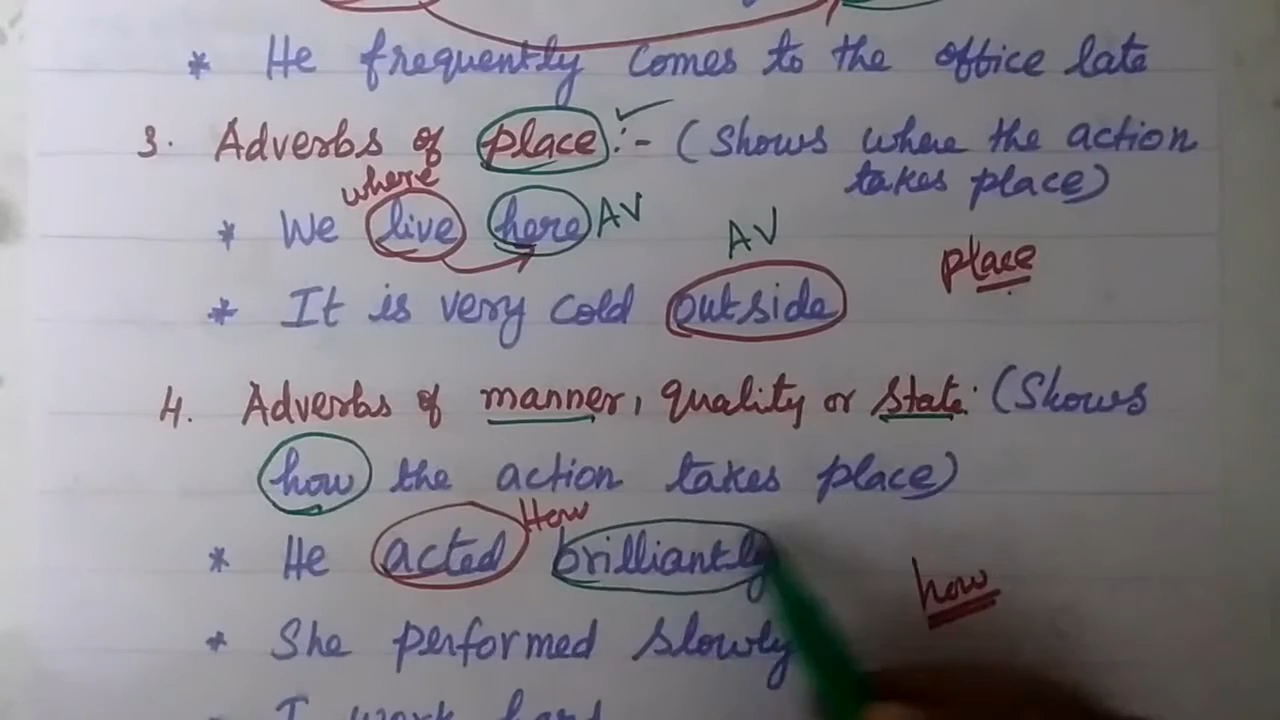 * He frequently comes to the office late
3. Adverbs of place :- (shows where the action
takes place)
where
* We live here AV
AV
place
* It is very cold outside
4. Adverbs of manner, quality or state. (Shows
how the action takes place)
How
* He acted brilliantly
how
* She performed slowly
* I work hard